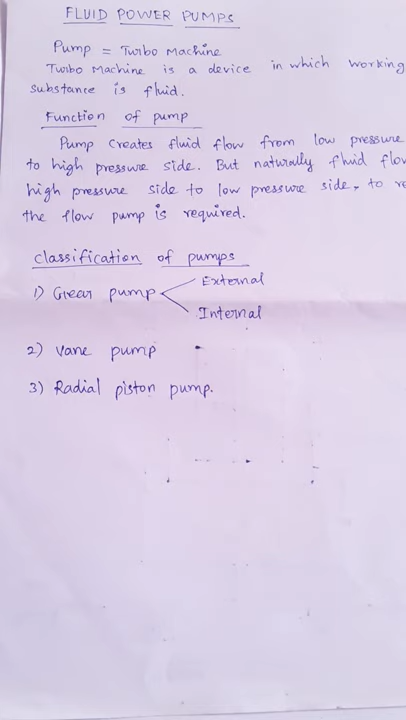 FLUID POWER PUMPS
Pump = Turbo Machine
Turbo Machine is a device in which working
substance is fluid.
Function of pump
Pump creates fluid flow from low pressure
to high pressure side. But naturally fluid
high pressure side to low pressure side, to
the flow pump is required.
Classification of pumps
1) Gear pump
External
Internal
2) Vane pump
3) Radial piston pump.